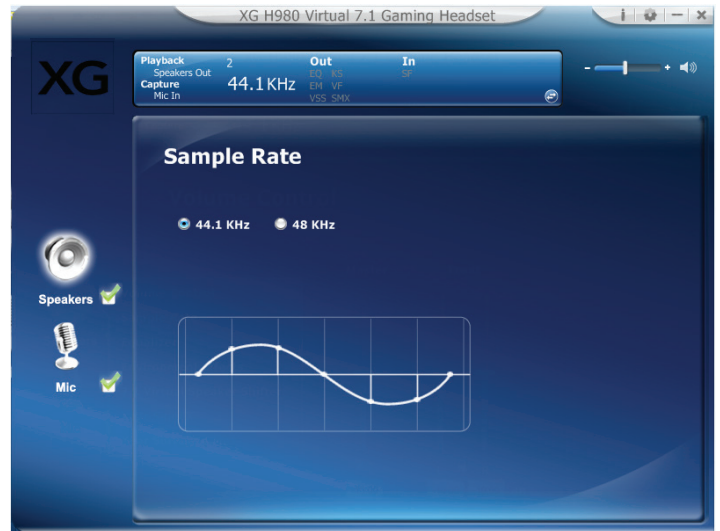 XG H980 Virtual 7.1 Gaming Headset
i
XG
Playback 2 Out In
Speakers Out EQ KS SF
Capture 44.1 KHz EM VF
Mic In VSS SMX
- +
Sample Rate
44.1 KHz 48 KHz
Speakers
Mic